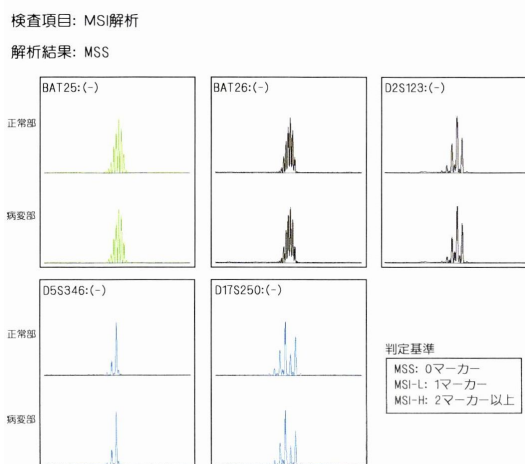 検査項目: MSI解析
解析結果: MSS
BAT25:(-)
BAT26:(-)
D2S123:(-)
正常部
病変部
D5S346:(-)
D17S250:(-)
正常部
病変部
判定基準
MSS: 0マーカー
MSI-L: 1マーカー
MSI-H: 2マーカー以上